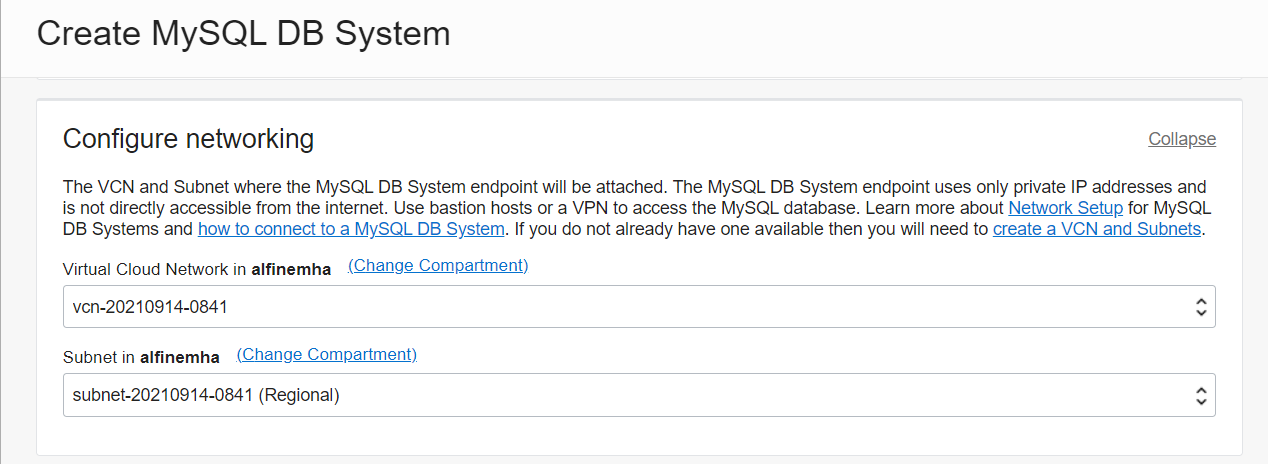 Create MySQL DB System
Configure networking
Collapse
The VCN and Subnet where the MySQL DB System endpoint will be attached. The MySQL DB System endpoint uses only private IP addresses and
is not directly accessible from the internet. Use bastion hosts or a VPN to access the MySQL database. Learn more about Network Setup for MySQL
DB Systems and how to connect to a MySQL DB System. If you do not already have one available then you will need to create a VCN and Subnets.
Virtual Cloud Network in alfinemha (Change Compartment)
vcn-20210914-0841
Subnet in alfinemha (Change Compartment)
subnet-20210914-0841 (Regional)